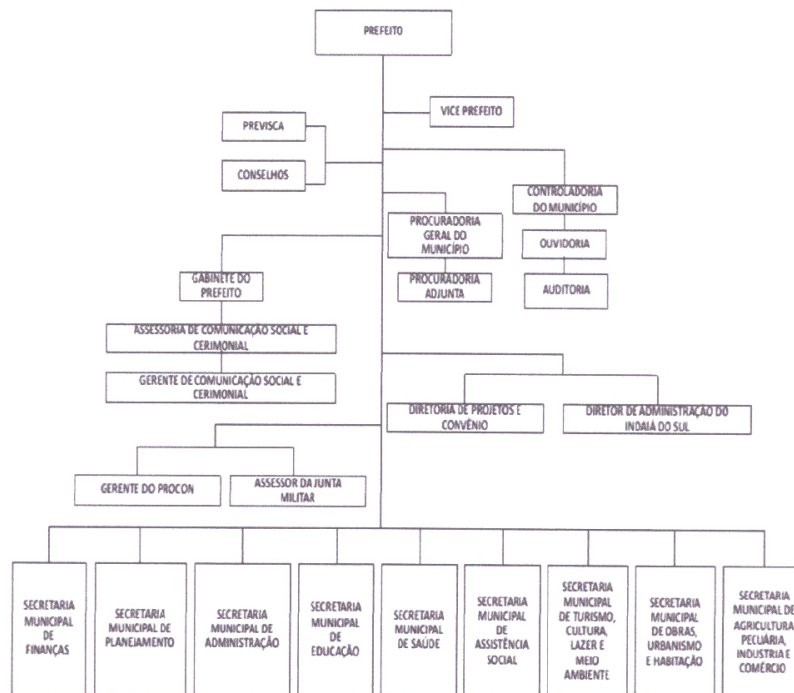 PREFEITO
VICE PREFEITO
PREVISCA
CONSELHOS
CONTROLADORIA
DO MUNICÍPIO
PROCURADORIA
GERAL DO
MUNICÍPIO
OUVIDORIA
GABINETE DO
PREFEITO
PROCURADORIA
ADJUNTA
AUDITORIA
ASSESSORIA DE COMUNICAÇÃO SOCIAL E
CERIMONIAL
GERENTE DE COMUNICAÇÃO SOCIAL E
CERIMONIAL
DIRETORIA DE PROJETOS E
CONVÊNIO
DIRETOR DE ADMINISTRAÇÃO DO
INDAIÁ DO SUL
GERENTE DO PROCON
ASSESSOR DA JUNTA
MILITAR
SECRETARIA
MUNICIPAL
DE
FINANÇAS
SECRETARIA
MUNICIPAL DE
PLANEJAMENTO
SECRETARIA
MUNICIPAL DE
ADMINISTRAÇÃO
SECRETARIA
MUNICIPAL
DE
EDUCAÇÃO
SECRETARIA
MUNICIPAL
DE SAÚDE
SECRETARIA
MUNICIPAL
DE
ASSISTÊNCIA
SOCIAL
SECRETARIA
MUNICIPAL
DE TURISMO,
CULTURA,
LAZER E
MEIO
AMBIENTE
SECRETARIA
MUNICIPAL
DE OBRAS,
URBANISMO
E HABITAÇÃO
SECRETARIA
MUNICIPAL DE
AGRICULTURA
PECUÁRIA,
INDUSTRIA E
COMÉRCIO